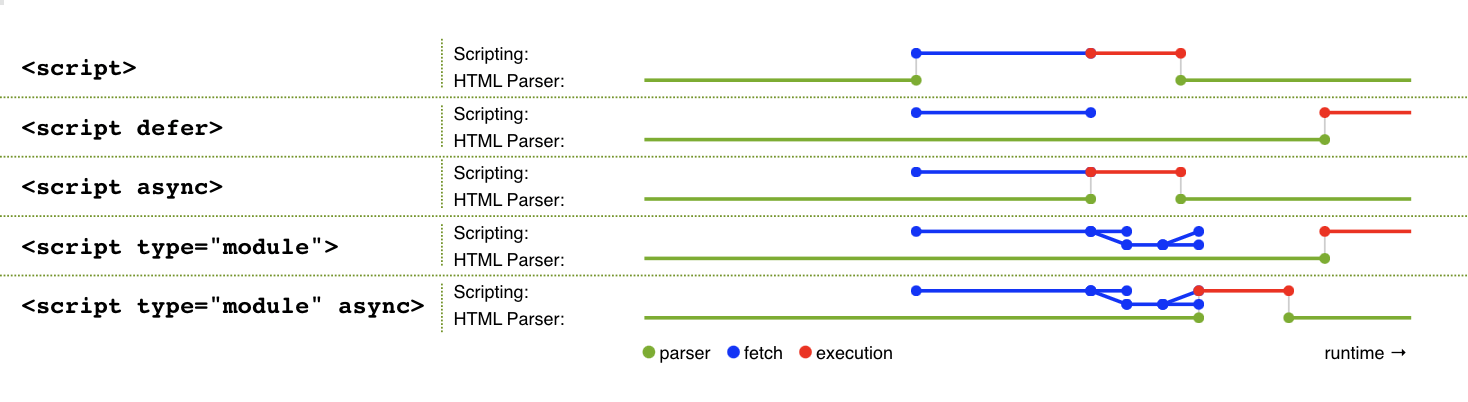 <script>
Scripting:
HTML Parser:
<script defer>
Scripting:
HTML Parser:
<script async>
Scripting:
HTML Parser:
<script type="module">
Scripting:
HTML Parser:
<script type="module" async>
Scripting:
HTML Parser:
parser fetch execution runtime →